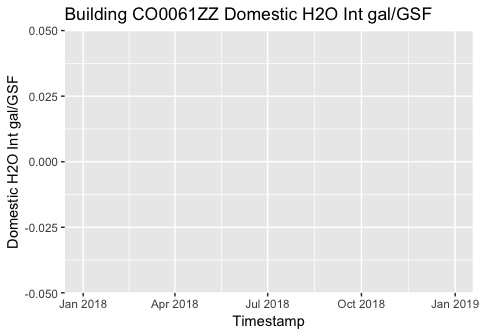 Building CO0061ZZ Domestic H2O Int gal/GSF
Domestic H2O Int gal/GSF
0.050
0.025
0.000
-0.025
-0.050
Jan 2018 Apr 2018 Jul 2018 Oct 2018 Jan 2019
Timestamp